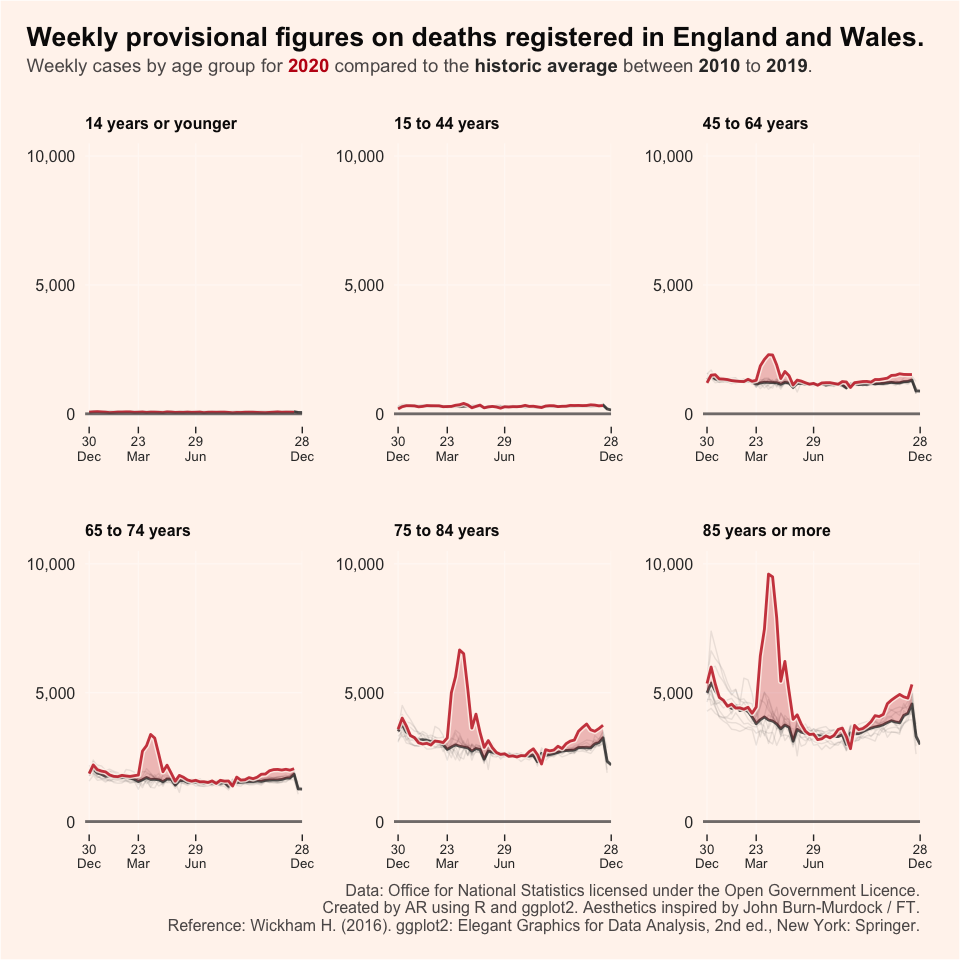 Weekly provisional figures on deaths registered in England and Wales.
Weekly cases by age group for 2020 compared to the historic average between 2010 to 2019.
14 years or younger
10,000
5,000
0
30 23 29 28
Dec Mar Jun Dec
15 to 44 years
10,000
5,000
0
30 23 29 28
Dec Mar Jun Dec
45 to 64 years
10,000
5,000
0
30 23 29 28
Dec Mar Jun Dec
65 to 74 years
10,000
5,000
0
30 23 29 28
Dec Mar Jun Dec
75 to 84 years
10,000
5,000
0
30 23 29 28
Dec Mar Jun Dec
85 years or more
10,000
5,000
0
30 23 29 28
Dec Mar Jun Dec
Data: Office for National Statistics licensed under the Open Government Licence.
Created by AR using R and ggplot2. Aesthetics inspired by John Burn-Murdock / FT.
Reference: Wickham H. (2016). ggplot2: Elegant Graphics for Data Analysis, 2nd ed., New York: Springer.